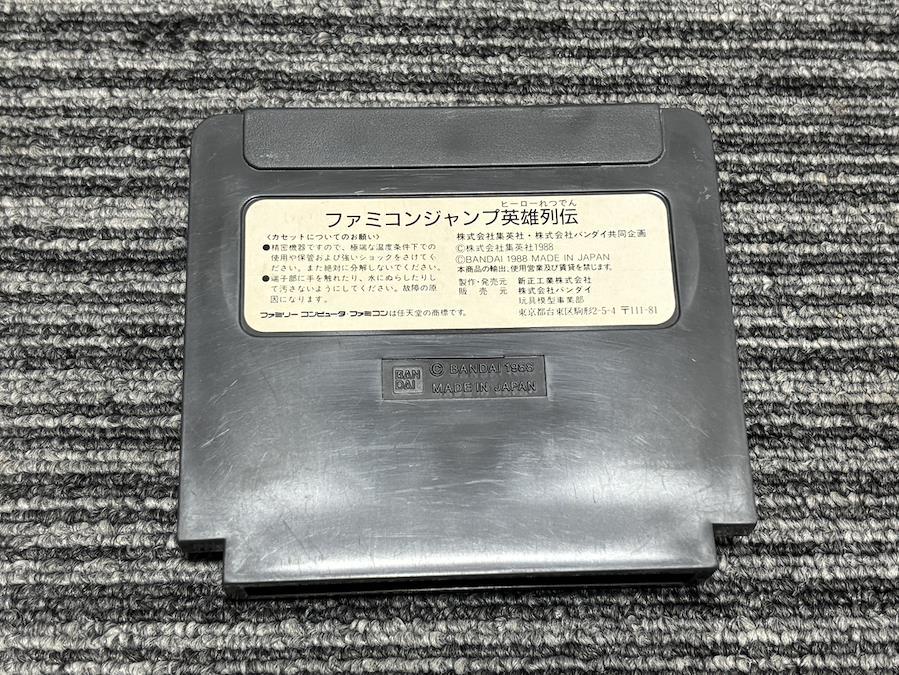 ヒーローれつでん
ファミコンジャンプ英雄列伝
〈カセットについてのお願い〉
●精密機器ですので、極端な温度条件下での
使用や保管および強いショックをさけてく
ださい。また絶対に分解しないでください。
●端子部に手を触れたり、水にぬらしたりし
て汚さないようにしてください。故障の原
因になります。
ファミリー コンピュータ・ファミコンは任天堂の商標です。
株式会社集英社・株式会社バンダイ共同企画
©株式会社集英社1988
©BANDAI 1988 MADE IN JAPAN
本商品の輸出、使用営業及び賃貸を禁じます。
製作・発売元 新正工業株式会社
販売元 株式会社バンダイ
玩具模型事業部
東京都台東区駒形2-5-4 〒111-81
BAN
DAI
© BANDAI 1986
MADE IN JAPAN